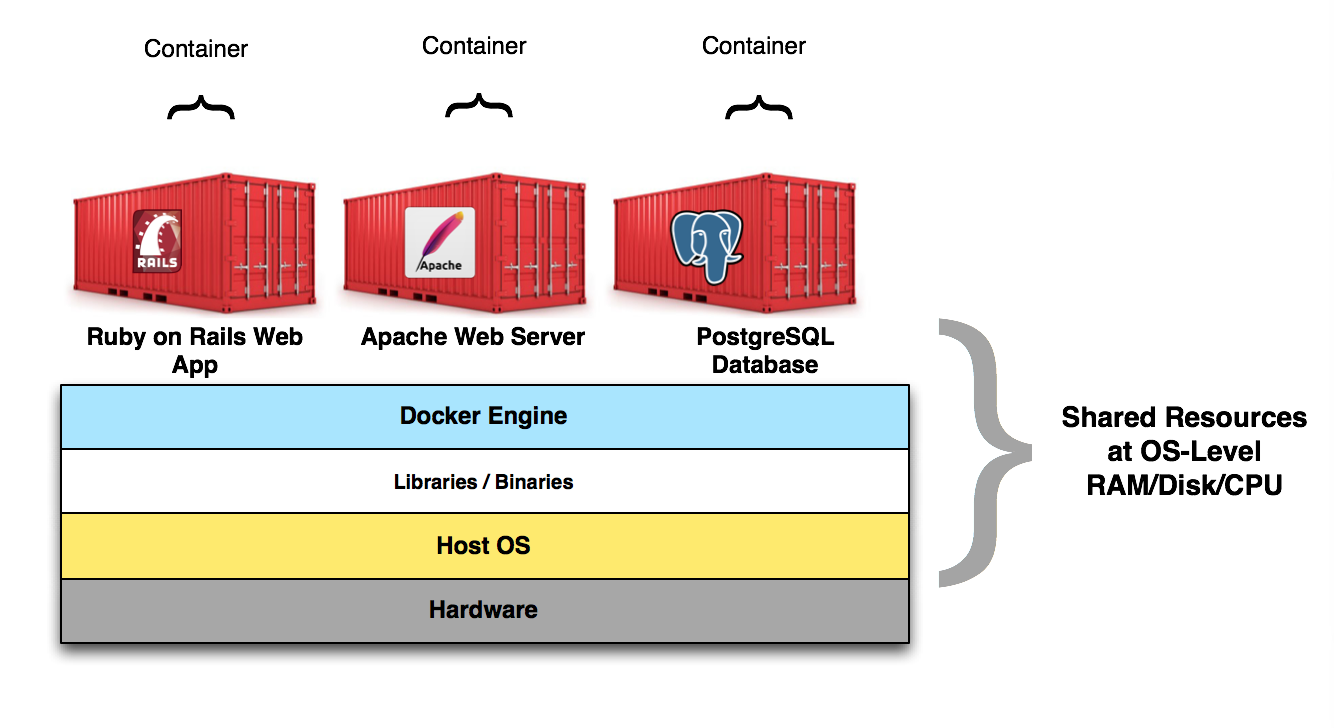 Container
Container
Container
RAILS
Apache
Ruby on Rails Web
App
Apache Web Server
PostgreSQL
Database
Docker Engine
Libraries / Binaries
Host OS
Hardware
Shared Resources
at OS-Level
RAM/Disk/CPU